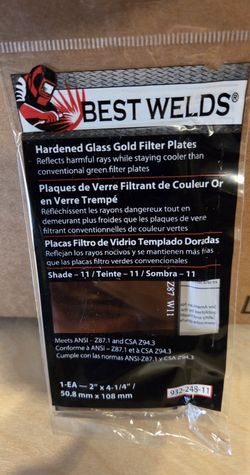 BEST WELDS®
Hardened Glass Gold Filter Plates
Reflects harmful rays while staying cooler than
conventional green filter plates
Plaques de Verre Filtrant de Couleur Or
en Verre Trempé
Réfléchissent les rayons dangereux tout en
demeurant plus froides que les plaques de verre
filtrant conventionnelles de couleur vertes
Placas Filtro de Vidrio Templado Doradas
Reflejan los rayos nocivos y se mantienen más frias
que las placas filtro verdes convencionales
Shade - 11 / Teinte - 11 / Sombra - 11
Z87 W11
Meets ANSI - Z87.1 and CSA Z94.3
Conforme à ANSI - Z87.1 et à CSA Z94.3
Cumple con las normas ANSI-Z87.1 y CSA Z94.3
1-EA — 2" x 4-1/4" /
50.8 mm x 108 mm
932-248-11